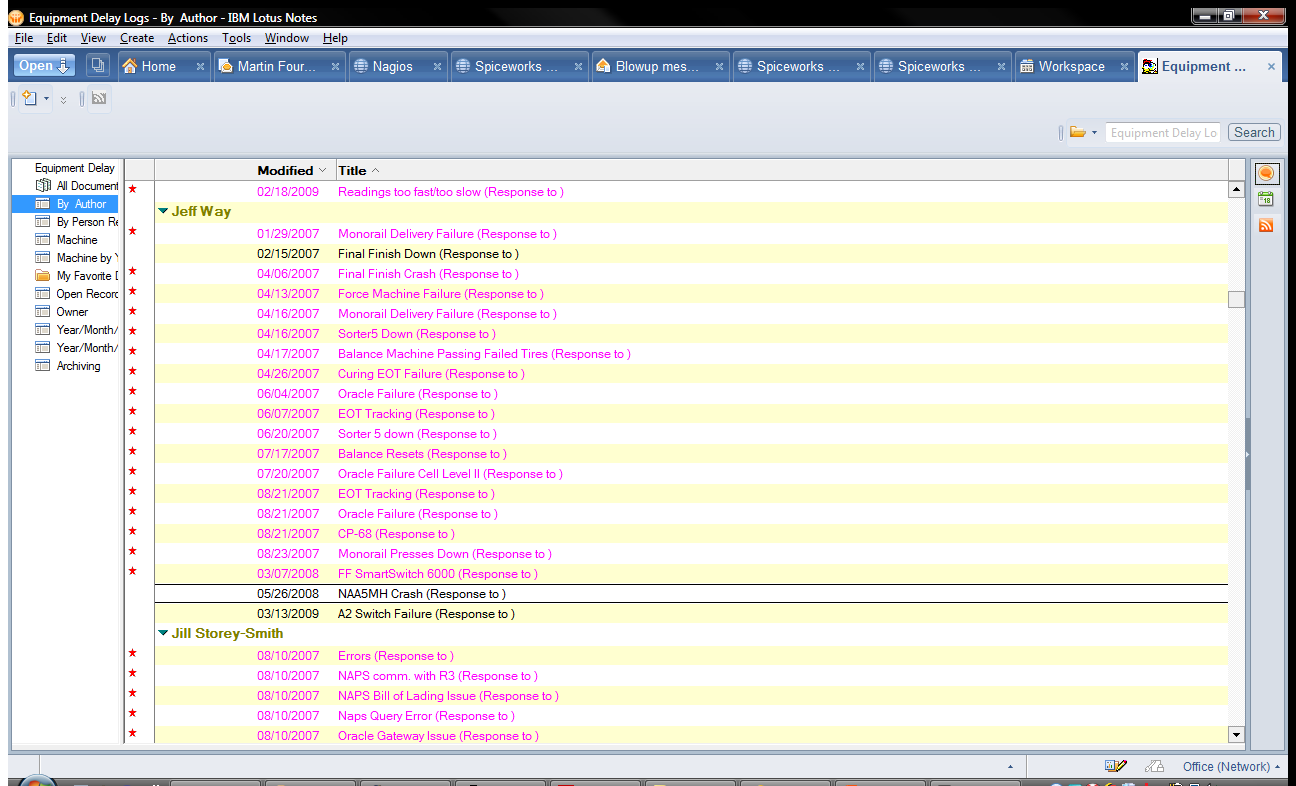 Equipment Delay Logs - By  Author - IBM Lotus Notes
File Edit View Create Actions Tools Window Help
Open Home Martin Four... Nagios Spiceworks ... Blowup mes... Spiceworks ... Spiceworks ... Workspace Equipment ...
Equipment Delay Lo Search
Equipment Delay
All Document
By  Author
By Person Re
Machine
Machine by Y
My Favorite D
Open Record
Owner
Year/Month/
Year/Month/
Archiving
Modified Title
02/18/2009 Readings too fast/too slow (Response to )
Jeff Way
01/29/2007 Monorail Delivery Failure (Response to )
02/15/2007 Final Finish Down (Response to )
04/06/2007 Final Finish Crash (Response to )
04/13/2007 Force Machine Failure (Response to )
04/16/2007 Monorail Delivery Failure (Response to )
04/16/2007 Sorter5 Down (Response to )
04/17/2007 Balance Machine Passing Failed Tires (Response to )
04/26/2007 Curing EOT Failure (Response to )
06/04/2007 Oracle Failure (Response to )
06/07/2007 EOT Tracking (Response to )
06/20/2007 Sorter 5 down (Response to )
07/17/2007 Balance Resets (Response to )
07/20/2007 Oracle Failure Cell Level II (Response to )
08/21/2007 EOT Tracking (Response to )
08/21/2007 Oracle Failure (Response to )
08/21/2007 CP-68 (Response to )
08/23/2007 Monorail Presses Down (Response to )
03/07/2008 FF SmartSwitch 6000 (Response to )
05/26/2008 NAA5MH Crash (Response to )
03/13/2009 A2 Switch Failure (Response to )
Jill Storey-Smith
08/10/2007 Errors (Response to )
08/10/2007 NAPS comm. with R3 (Response to )
08/10/2007 NAPS Bill of Lading Issue (Response to )
08/10/2007 Naps Query Error (Response to )
08/10/2007 Oracle Gateway Issue (Response to )
18
Office (Network)